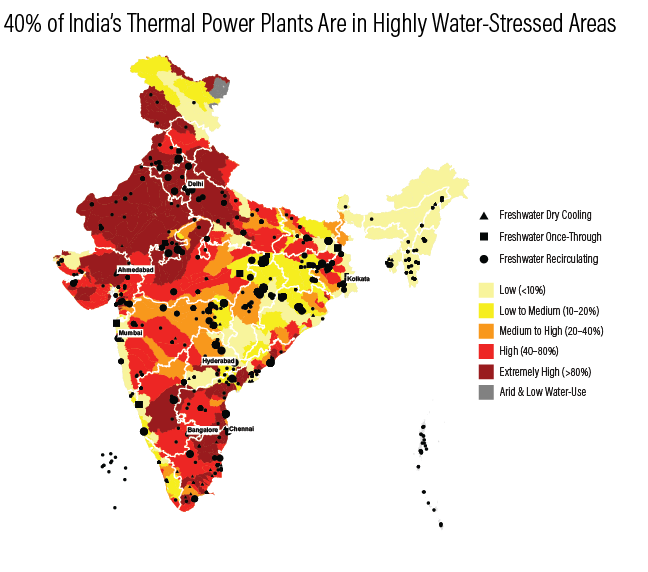 40% of India's Thermal Power Plants Are in Highly Water-Stressed Areas
Delhi
Ahmedabad
Kolkata
Mumbai
Hyderabad
Bangalore
Chennai
Freshwater Dry Cooling
Freshwater Once-Through
Freshwater Recirculating
Low (<10%)
Low to Medium (10–20%)
Medium to High (20–40%)
High (40–80%)
Extremely High (>80%)
Arid & Low Water-Use